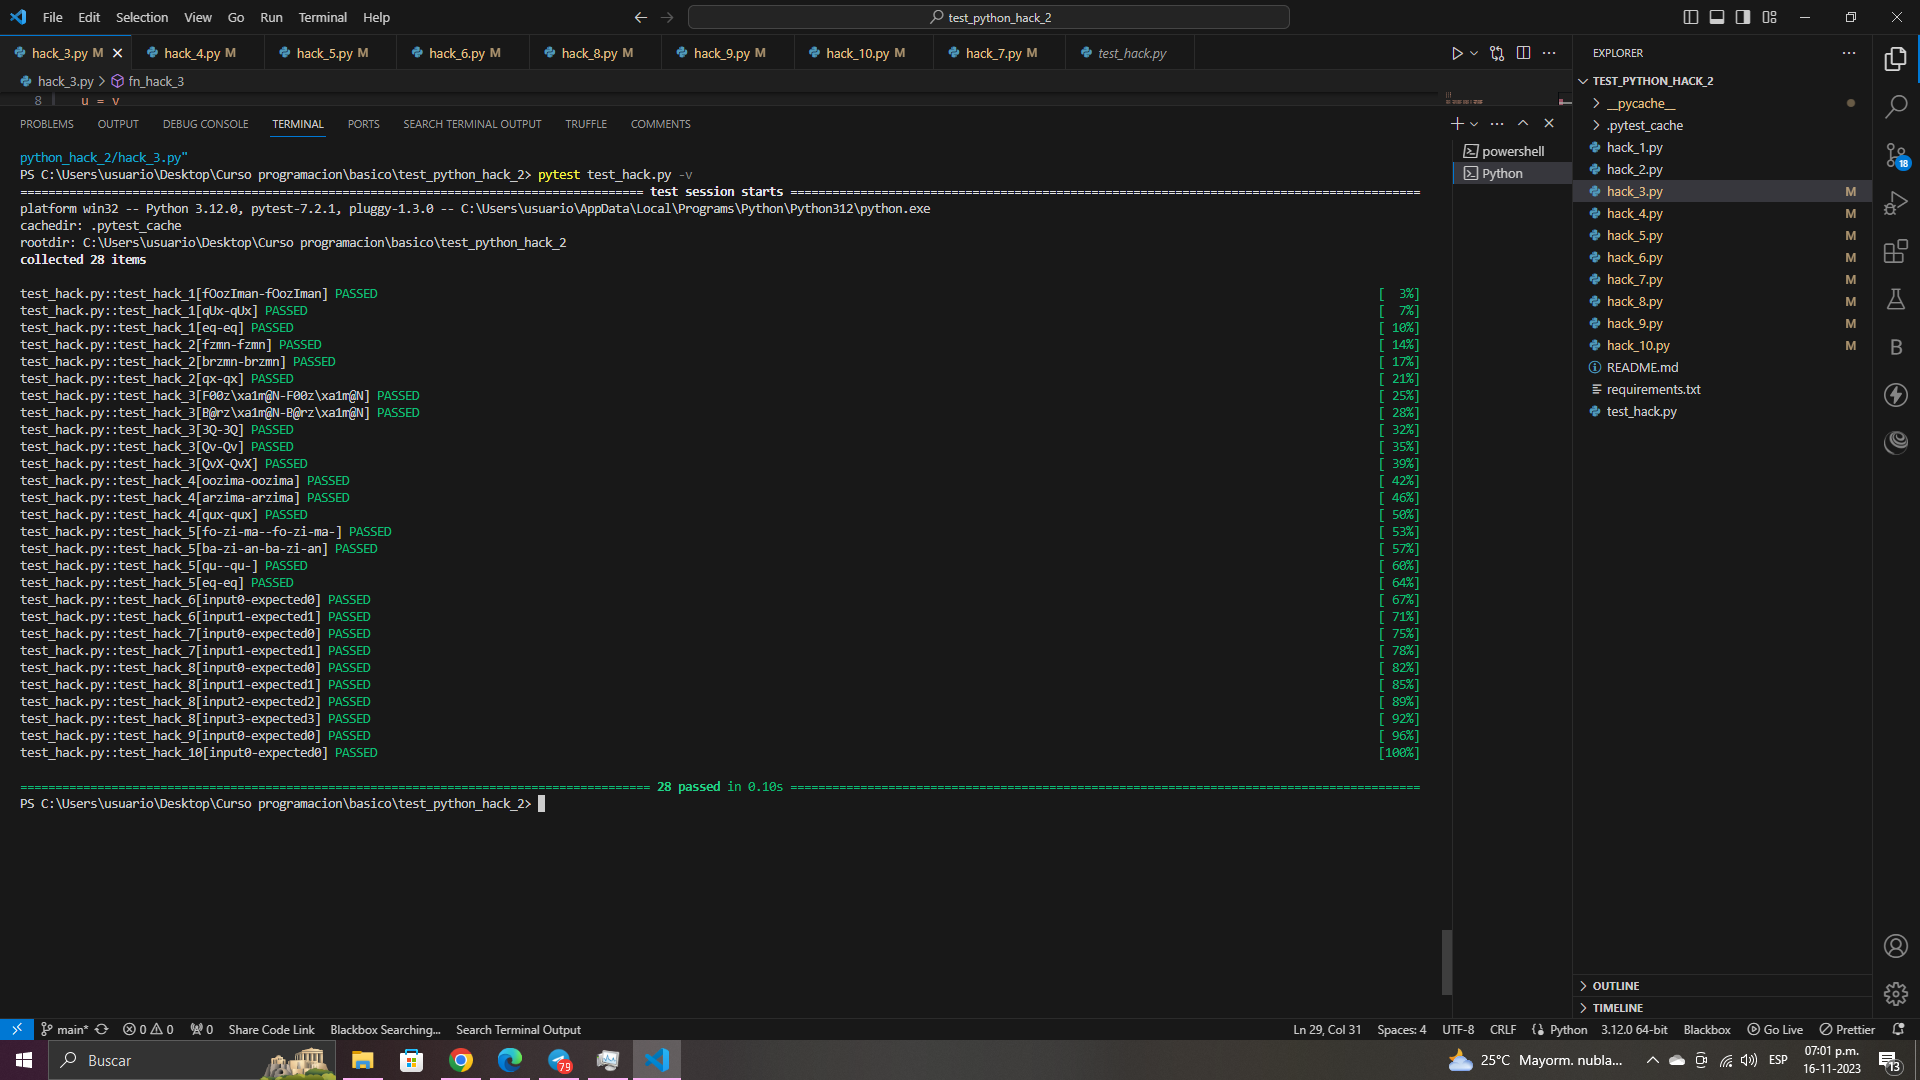 File Edit Selection View Go Run Terminal Help
test_python_hack_2
hack_3.py M hack_4.py M hack_5.py M hack_6.py M hack_8.py M hack_9.py M hack_10.py M hack_7.py M test_hack.py
hack_3.py > fn_hack_3
8 u = v
PROBLEMS OUTPUT DEBUG CONSOLE TERMINAL PORTS SEARCH TERMINAL OUTPUT TRUFFLE COMMENTS
python_hack_2/hack_3.py"
PS C:\Users\usuario\Desktop\Curso programacion\basico\test_python_hack_2> pytest test_hack.py -v
test session starts
platform win32 -- Python 3.12.0, pytest-7.2.1, pluggy-1.3.0 -- C:\Users\usuario\AppData\Local\Programs\Python\Python312\python.exe
cachedir: .pytest_cache
rootdir: C:\Users\usuario\Desktop\Curso programacion\basico\test_python_hack_2
collected 28 items
test_hack.py::test_hack_1[fOozIman-fOozIman] PASSED [ 3%]
test_hack.py::test_hack_1[qUx-qUx] PASSED [ 7%]
test_hack.py::test_hack_1[eq-eq] PASSED [ 10%]
test_hack.py::test_hack_2[fzmn-fzmn] PASSED [ 14%]
test_hack.py::test_hack_2[brzmn-brzmn] PASSED [ 17%]
test_hack.py::test_hack_2[qx-qx] PASSED [ 21%]
test_hack.py::test_hack_3[F00z\xa1m@N-F00z\xa1m@N] PASSED [ 25%]
test_hack.py::test_hack_3[B@rz\xa1m@N-B@rz\xa1m@N] PASSED [ 28%]
test_hack.py::test_hack_3[3Q-3Q] PASSED [ 32%]
test_hack.py::test_hack_3[Qv-Qv] PASSED [ 35%]
test_hack.py::test_hack_3[QvX-QvX] PASSED [ 39%]
test_hack.py::test_hack_4[oozima-oozima] PASSED [ 42%]
test_hack.py::test_hack_4[arzima-arzima] PASSED [ 46%]
test_hack.py::test_hack_4[qux-qux] PASSED [ 50%]
test_hack.py::test_hack_5[fo-zi-ma--fo-zi-ma-] PASSED [ 53%]
test_hack.py::test_hack_5[ba-zi-an-ba-zi-an] PASSED [ 57%]
test_hack.py::test_hack_5[qu--qu-] PASSED [ 60%]
test_hack.py::test_hack_5[eq-eq] PASSED [ 64%]
test_hack.py::test_hack_6[input0-expected0] PASSED [ 67%]
test_hack.py::test_hack_6[input1-expected1] PASSED [ 71%]
test_hack.py::test_hack_7[input0-expected0] PASSED [ 75%]
test_hack.py::test_hack_7[input1-expected1] PASSED [ 78%]
test_hack.py::test_hack_8[input0-expected0] PASSED [ 82%]
test_hack.py::test_hack_8[input1-expected1] PASSED [ 85%]
test_hack.py::test_hack_8[input2-expected2] PASSED [ 89%]
test_hack.py::test_hack_8[input3-expected3] PASSED [ 92%]
test_hack.py::test_hack_9[input0-expected0] PASSED [ 96%]
test_hack.py::test_hack_10[input0-expected0] PASSED [100%]
28 passed in 0.10s
PS C:\Users\usuario\Desktop\Curso programacion\basico\test_python_hack_2>
powershell
Python
EXPLORER
TEST_PYTHON_HACK_2
__pycache__
.pytest_cache
hack_1.py
hack_2.py
hack_3.py M
hack_4.py M
hack_5.py M
hack_6.py M
hack_7.py M
hack_8.py M
hack_9.py M
hack_10.py M
README.md
requirements.txt
test_hack.py
OUTLINE
TIMELINE
18
B
main* 0 0 0 Share Code Link Blackbox Searching... Search Terminal Output Ln 29, Col 31 Spaces: 4 UTF-8 CRLF Python 3.12.0 64-bit Blackbox Go Live Prettier
Buscar 79 25°C Mayorm. nubla... ESP 07:01 p.m.
16-11-2023 13